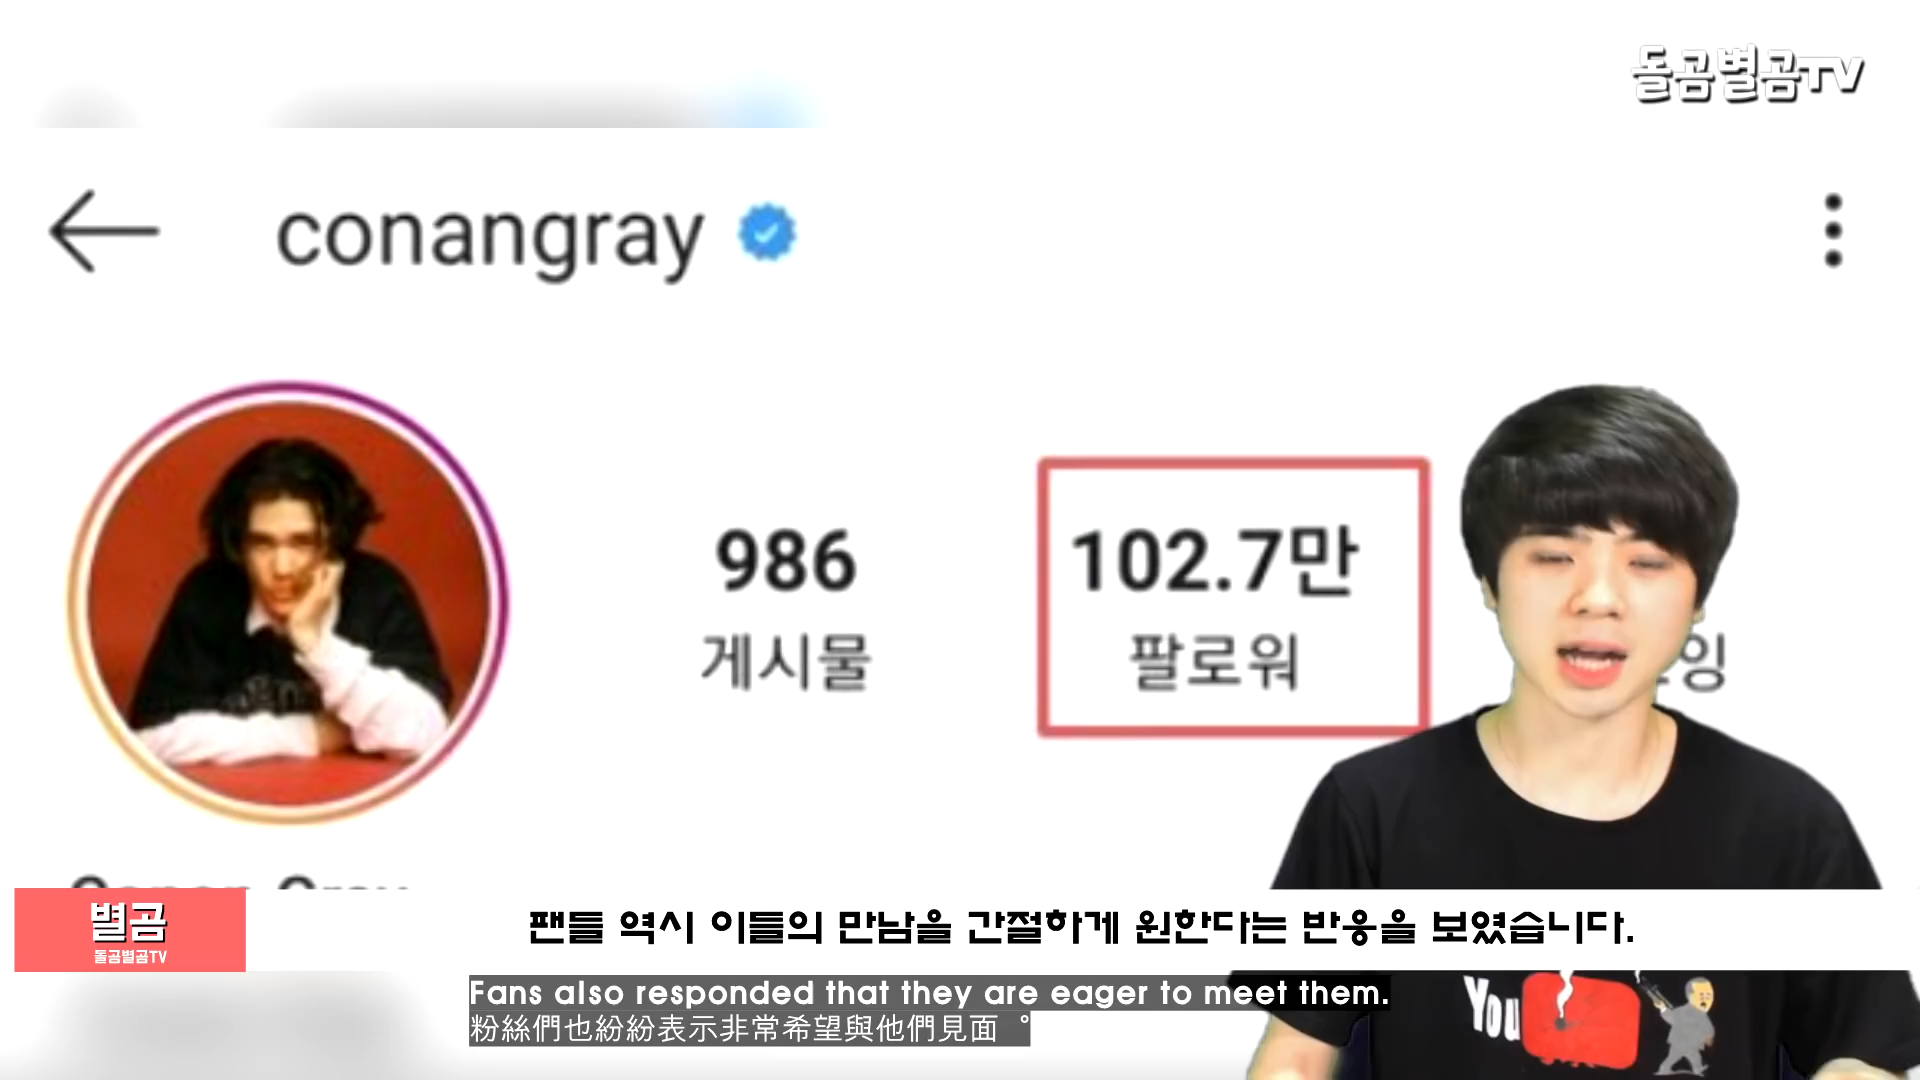 돌곰별곰TV
conangray
986
102.7만
게시물
팔로워
잉
Conan Gray
별곰
돌곰별곰TV
팬들 역시 이들의 만남을 간절하게 원한다는 반응을 보였습니다.
Fans also responded that they are eager to meet them.
粉絲們也紛紛表示非常希望與他們見面。
You